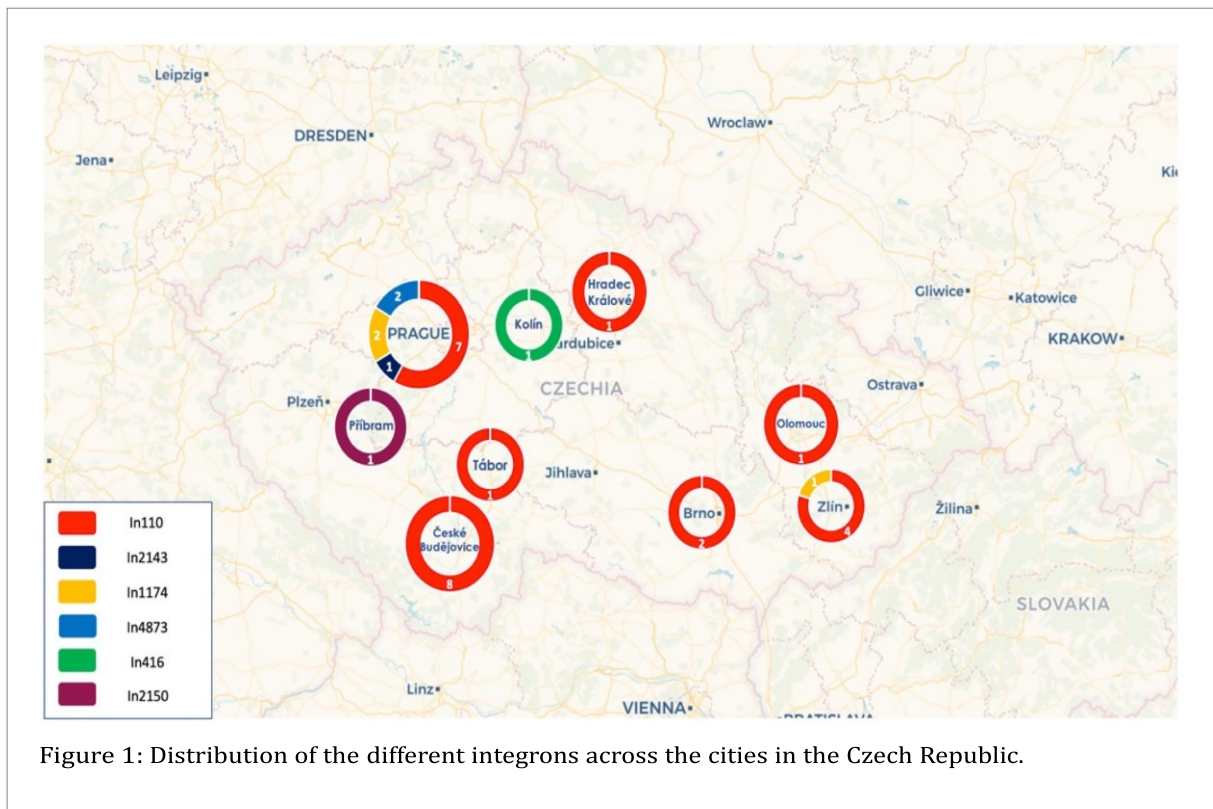 Leipzig
DRESDEN
Wroclaw
Jena
Hradec
Králové
1
Gliwice
Katowice
2
PRAGUE
2
7
1
Kolín
1
KRAKOW
CZECHIA
Ostrava
Plzeň
Příbram
1
Olomouc
1
Tábor
1
Jihlava
Brno
2
1
Zlín
4
Žilina
České
Budějovice
8
In110
In2143
In1174
In4873
In416
In2150
SLOVAKIA
Linz
VIENNA
Figure 1: Distribution of the different integrons across the cities in the Czech Republic.